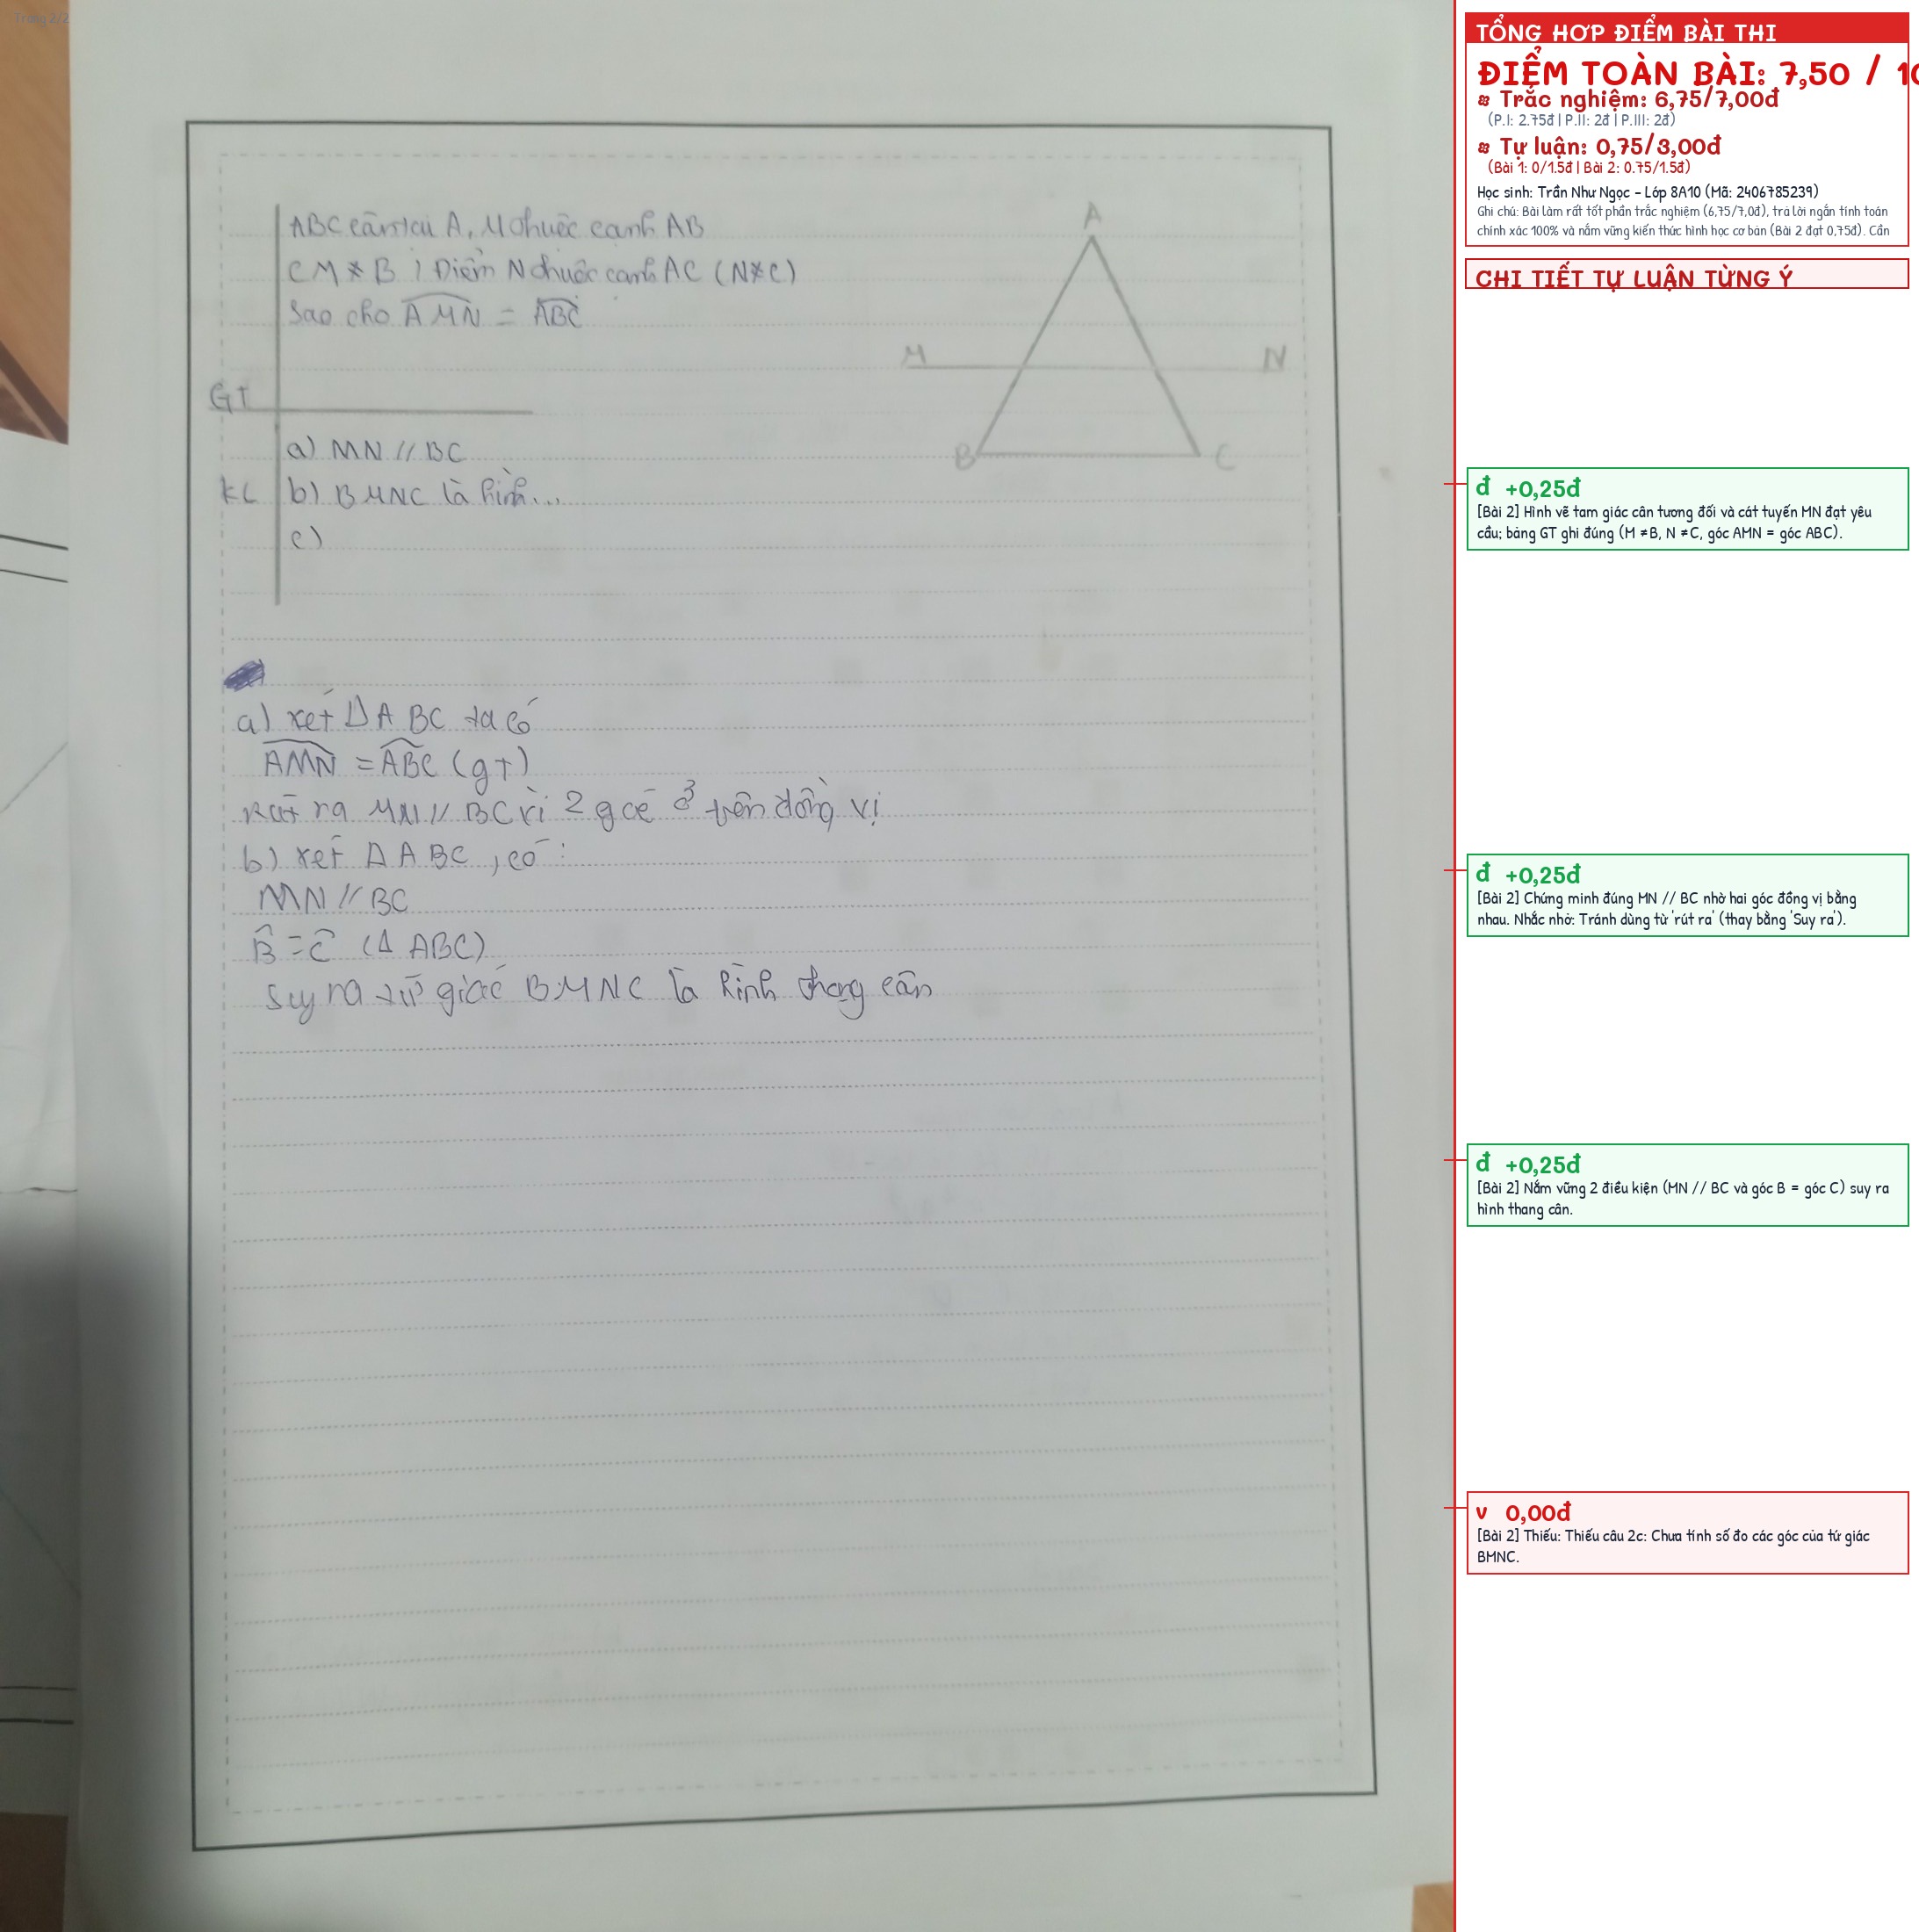 Trang 2/2
ABC cân tại A, M thuộc cạnh AB
CM ≠ B ; Điểm N thuộc cạnh AC (N≠C)
Sao cho AMN = ABC
GT
a) MN // BC
KL b) BMNC là hình...
c)
A
M N
B C
a) xét Δ ABC ta có
AMN = ABC (gT)
rút ra MN // BC vì 2 góc ở trên đồng vị
b) xét Δ ABC, có :
MN // BC
B̂ = Ĉ (Δ ABC)
Suy ra tứ giác BMNC là hình thang cân
TỔNG HỢP ĐIỂM BÀI THI
ĐIỂM TOÀN BÀI: 7,50 / 10
Trắc nghiệm: 6,75/7,00đ
(P.I: 2.75đ | P.II: 2đ | P.III: 2đ)
Tự luận: 0,75/3,00đ
(Bài 1: 0/1.5đ | Bài 2: 0.75/1.5đ)
Học sinh: Trần Như Ngọc - Lớp 8A10 (Mã: 2406785239)
Ghi chú: Bài làm rất tốt phần trắc nghiệm (6,75/7,0đ), trả lời ngắn tính toán
chính xác 100% và nắm vững kiến thức hình học cơ bản (Bài 2 đạt 0,75đ). Cần
CHI TIẾT TỰ LUẬN TỪNG Ý
đ +0,25đ
[Bài 2] Hình vẽ tam giác cân tương đối và cát tuyến MN đạt yêu
cầu; bảng GT ghi đúng (M ≠B, N ≠C, góc AMN = góc ABC).
đ +0,25đ
[Bài 2] Chứng minh đúng MN // BC nhờ hai góc đồng vị bằng
nhau. Nhắc nhở: Tránh dùng từ 'rút ra' (thay bằng 'Suy ra').
đ +0,25đ
[Bài 2] Nắm vững 2 điều kiện (MN // BC và góc B = góc C) suy ra
hình thang cân.
v 0,00đ
[Bài 2] Thiếu: Thiếu câu 2c: Chưa tính số đo các góc của tứ giác
BMNC.